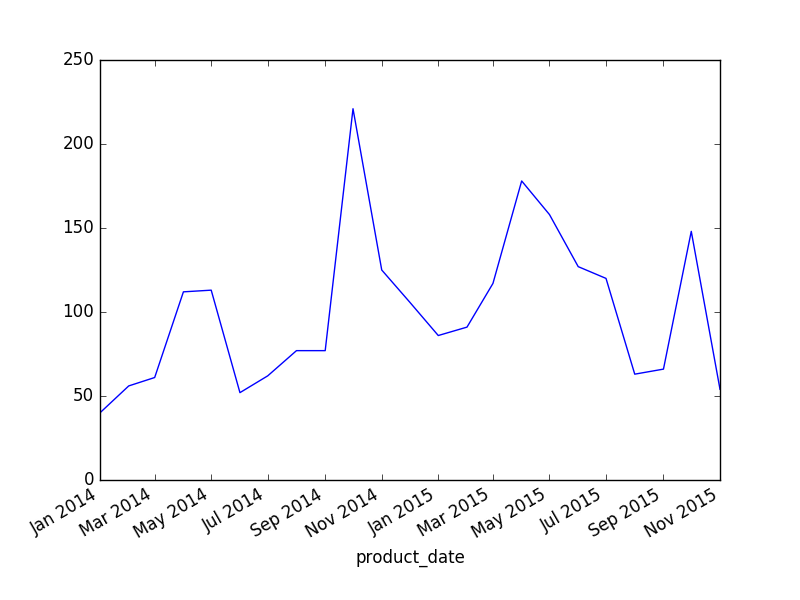 250
200
150
100
50
0
Jan 2014
Mar 2014
May 2014
Jul 2014
Sep 2014
Nov 2014
Jan 2015
Mar 2015
May 2015
Jul 2015
Sep 2015
Nov 2015
product_date